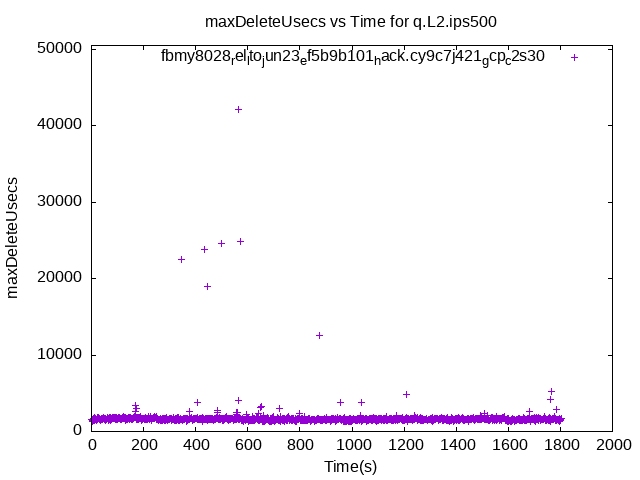 maxDeleteUsecs vs Time for q.L2.ips500
fbmy8028relltojun23ef5b9b101hack.cy9c7j421gcpc2s30
50000
40000
30000
20000
10000
0
maxDeleteUsecs
0 200 400 600 800 1000 1200 1400 1600 1800 2000
Time(s)